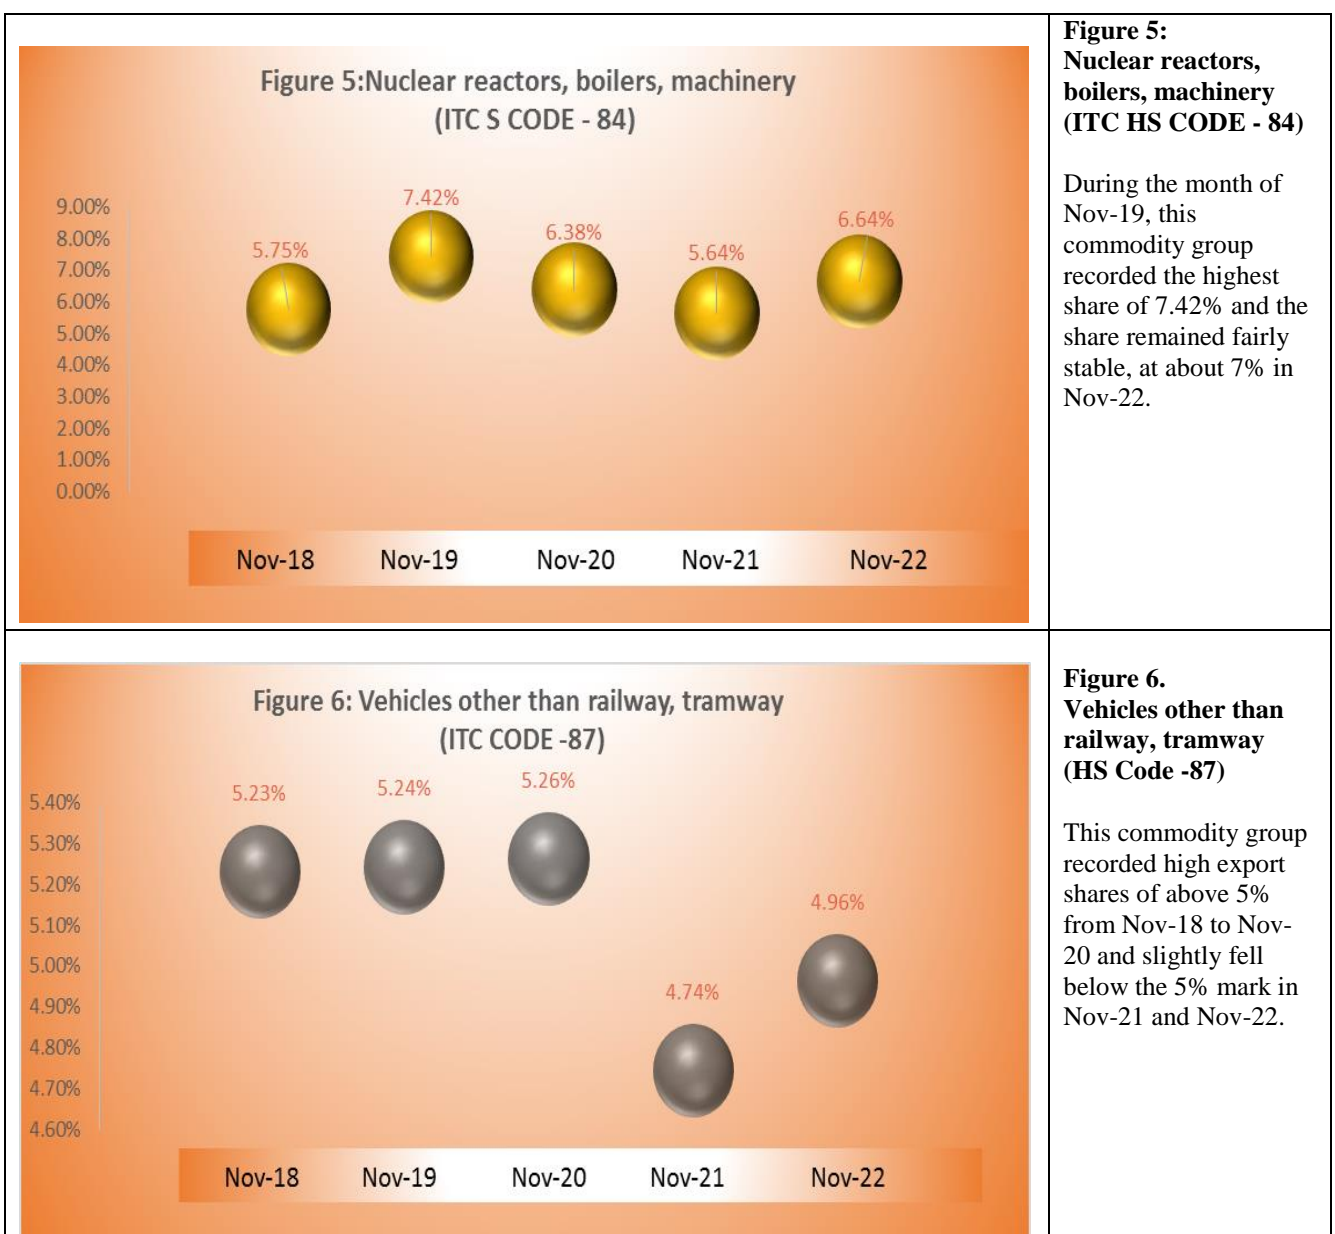 Figure 5:Nuclear reactors, boilers, machinery
(ITC S CODE - 84)
9.00%
8.00%
7.00%
6.00%
5.00%
4.00%
3.00%
2.00%
1.00%
0.00%
5.75%
7.42%
6.38%
5.64%
6.64%
Nov-18 Nov-19 Nov-20 Nov-21 Nov-22
Figure 5:
Nuclear reactors,
boilers, machinery
(ITC HS CODE - 84)
During the month of
Nov-19, this
commodity group
recorded the highest
share of 7.42% and the
share remained fairly
stable, at about 7% in
Nov-22.
Figure 6: Vehicles other than railway, tramway
(ITC CODE -87)
5.40%
5.30%
5.20%
5.10%
5.00%
4.90%
4.80%
4.70%
4.60%
5.23%
5.24%
5.26%
4.74%
4.96%
Nov-18 Nov-19 Nov-20 Nov-21 Nov-22
Figure 6.
Vehicles other than
railway, tramway
(HS Code -87)
This commodity group
recorded high export
shares of above 5%
from Nov-18 to Nov-
20 and slightly fell
below the 5% mark in
Nov-21 and Nov-22.